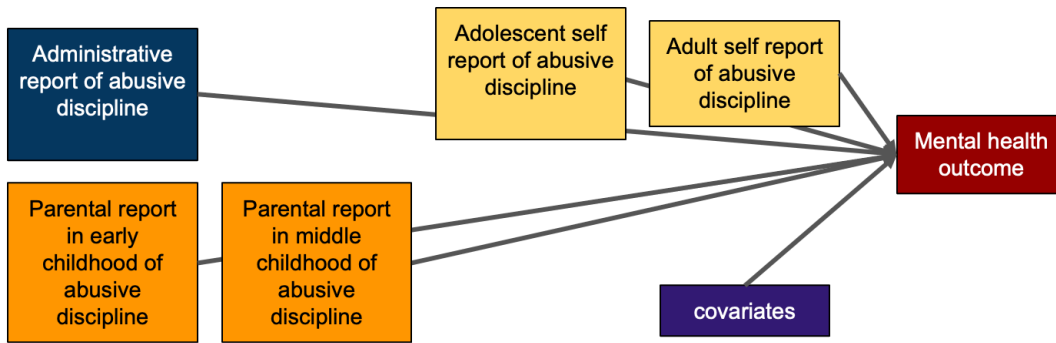 Administrative
report of abusive
discipline
Adolescent self
report of abusive
discipline
Adult self report
of abusive
discipline
Mental health
outcome
Parental report
in early
childhood of
abusive
discipline
Parental report
in middle
childhood of
abusive
discipline
covariates